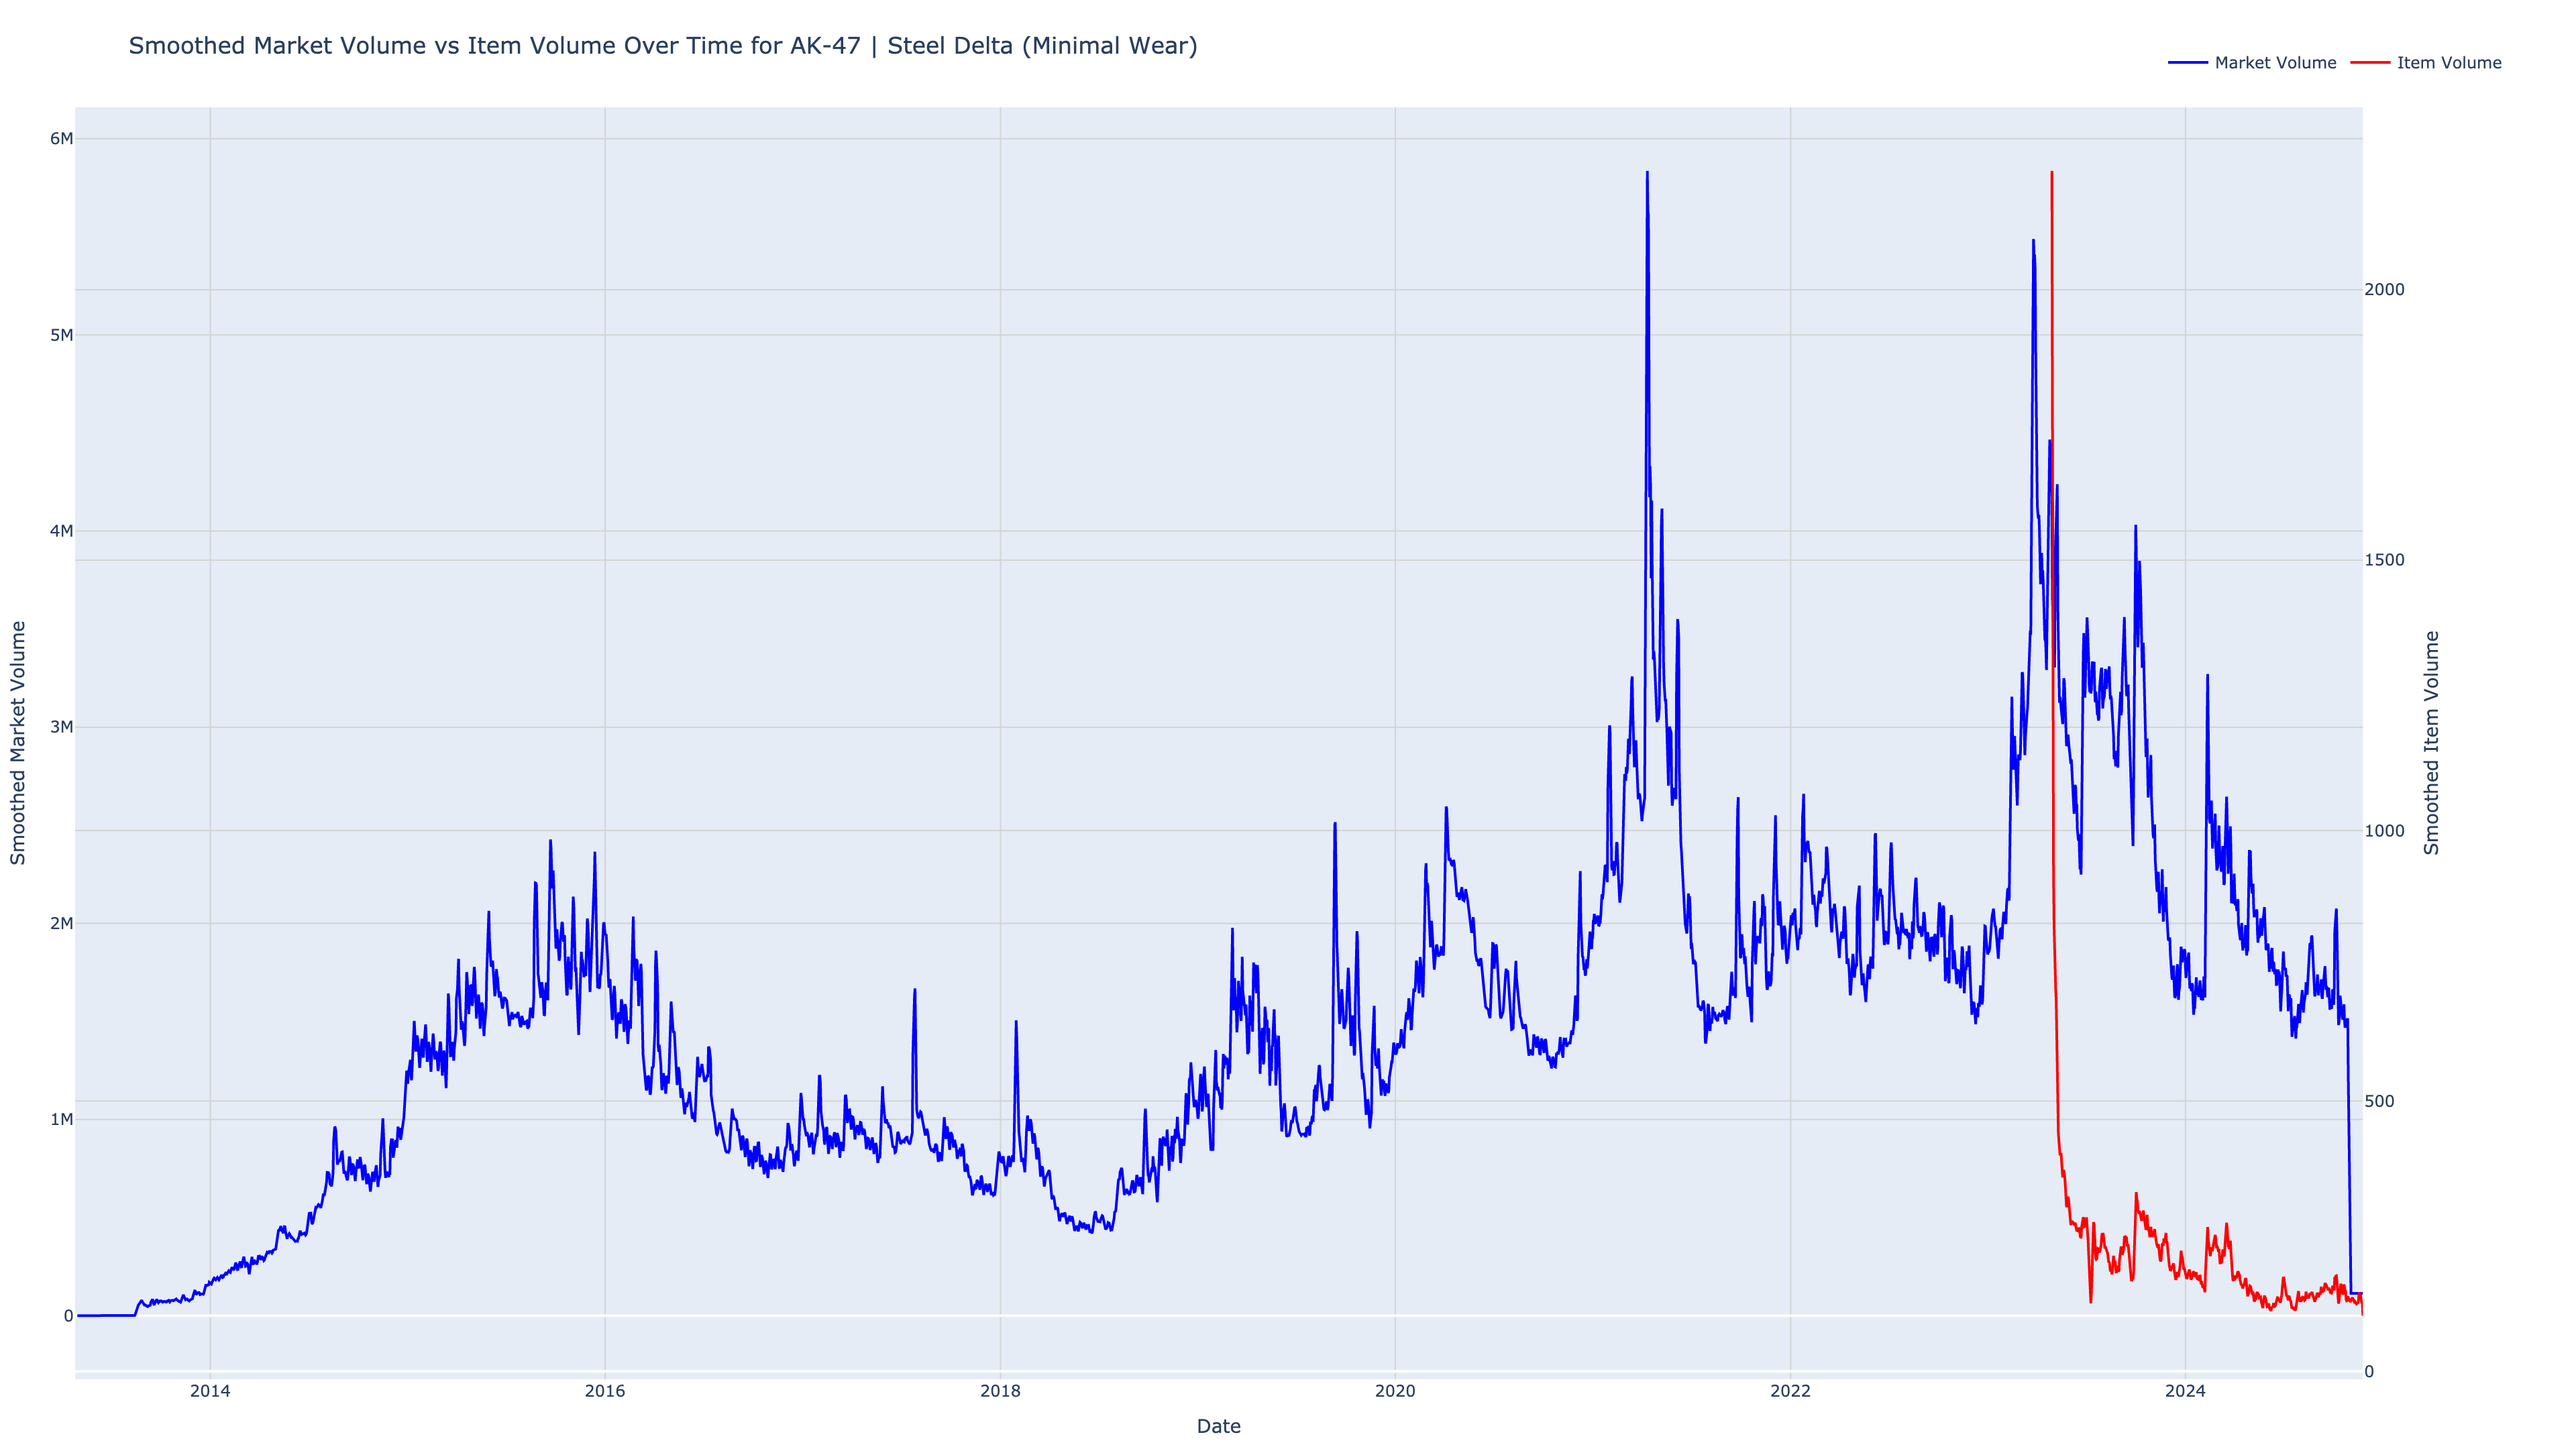 Smoothed Market Volume vs Item Volume Over Time for AK-47 | Steel Delta (Minimal Wear)
Market Volume
Item Volume
6M
5M
4M
3M
2M
1M
0
Smoothed Market Volume
2000
1500
1000
500
0
Smoothed Item Volume
2014
2016
2018
2020
2022
2024
Date